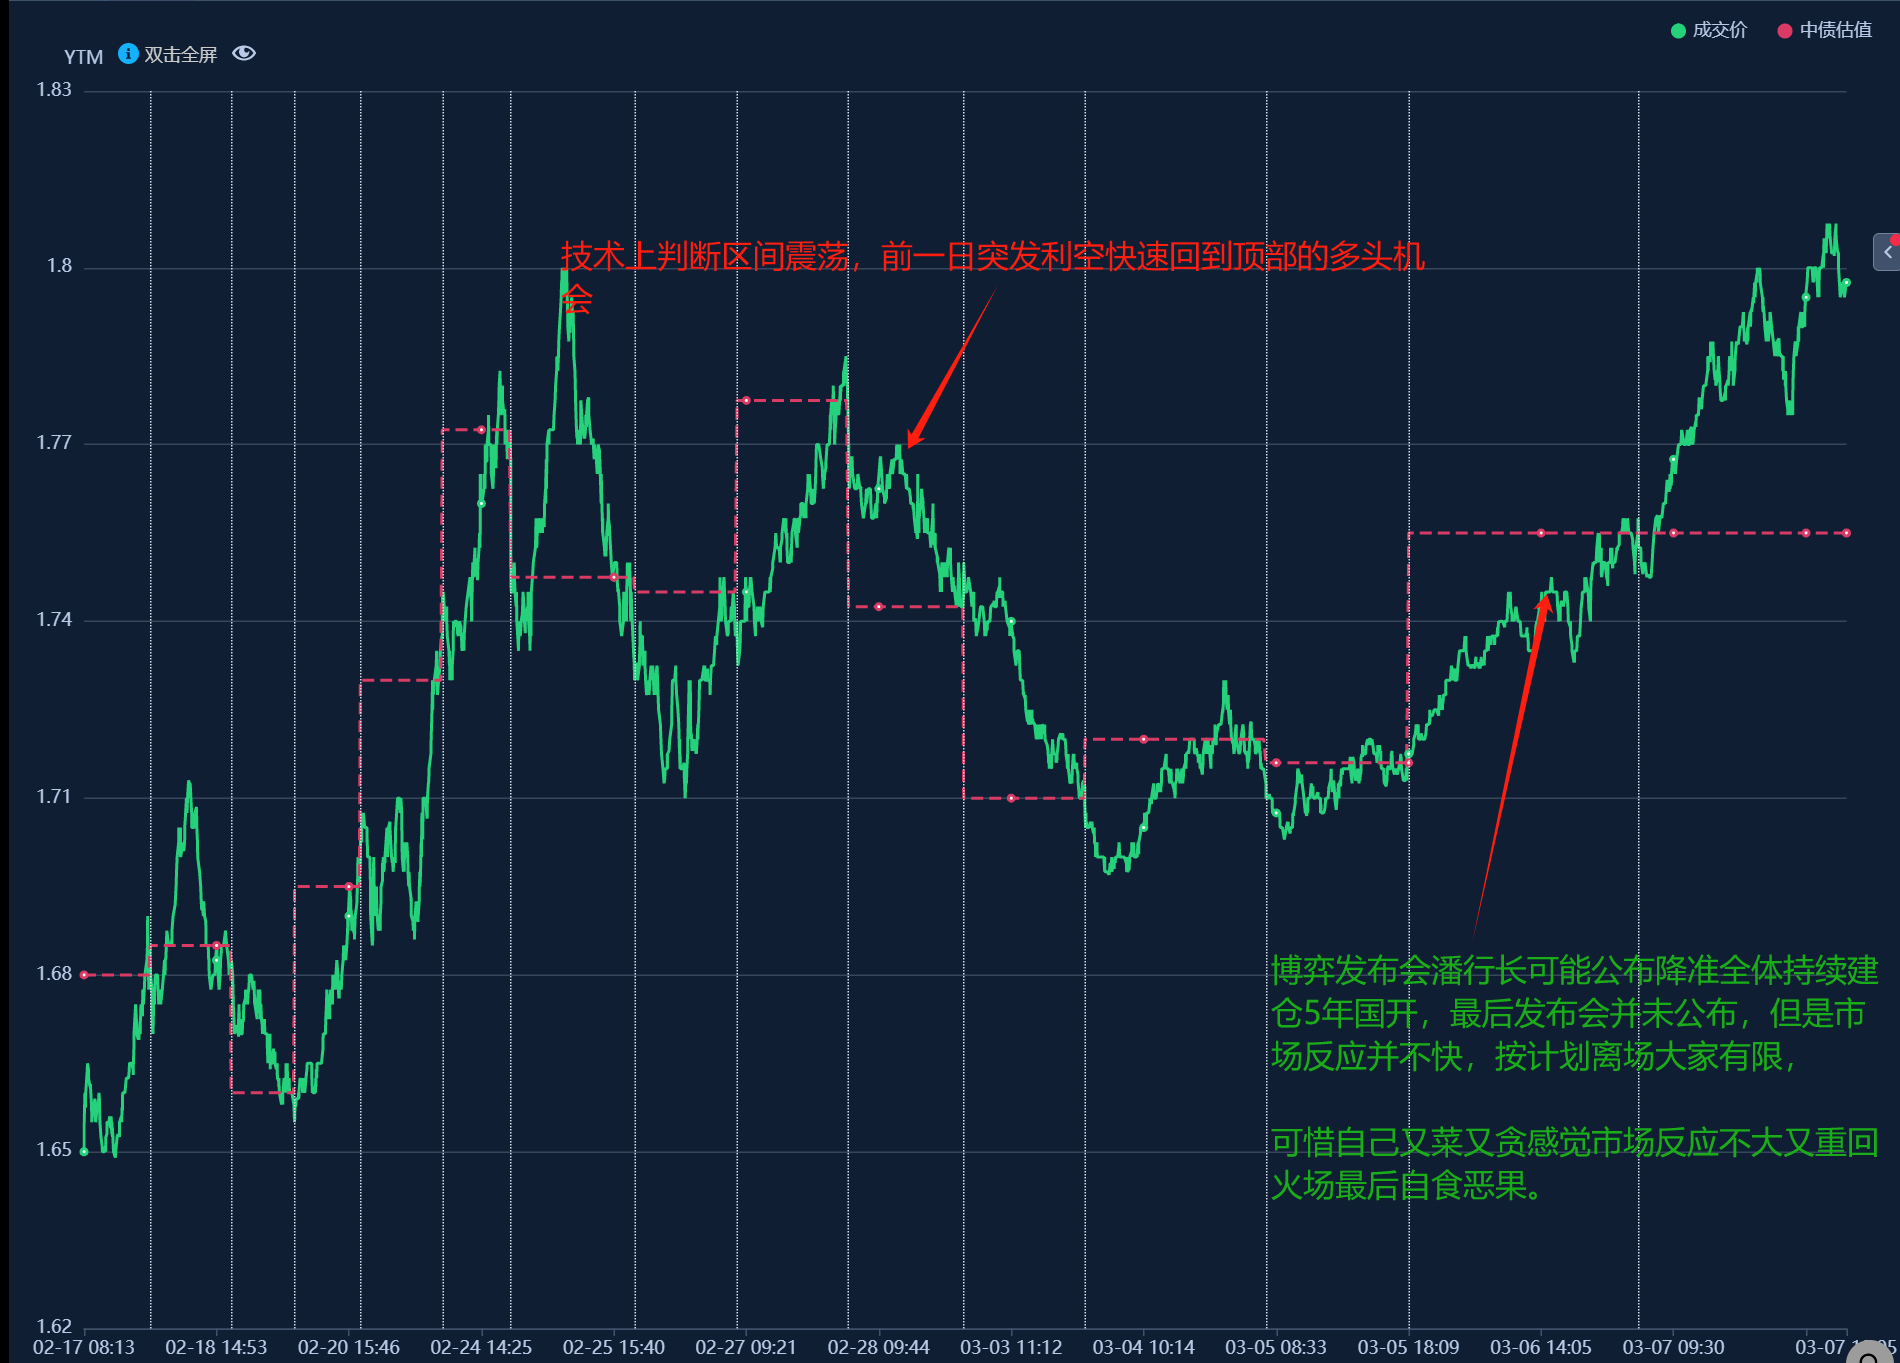 成交价 中债估值
YTM 双击全屏
1.83
1.8
1.77
1.74
1.71
1.68
1.65
1.62
技术上判断区间震荡，前一日突发利空快速回到顶部的多头机
会
博弈发布会潘行长可能公布降准全体持续建
仓5年国开，最后发布会并未公布，但是市
场反应并不快，按计划离场大家有限，
可惜自己又菜又贪感觉市场反应不大又重回
火场最后自食恶果。
02-17 08:13 02-18 14:53 02-20 15:46 02-24 14:25 02-25 15:40 02-27 09:21 02-28 09:44 03-03 11:12 03-04 10:14 03-05 08:33 03-05 18:09 03-06 14:05 03-07 09:30 03-07